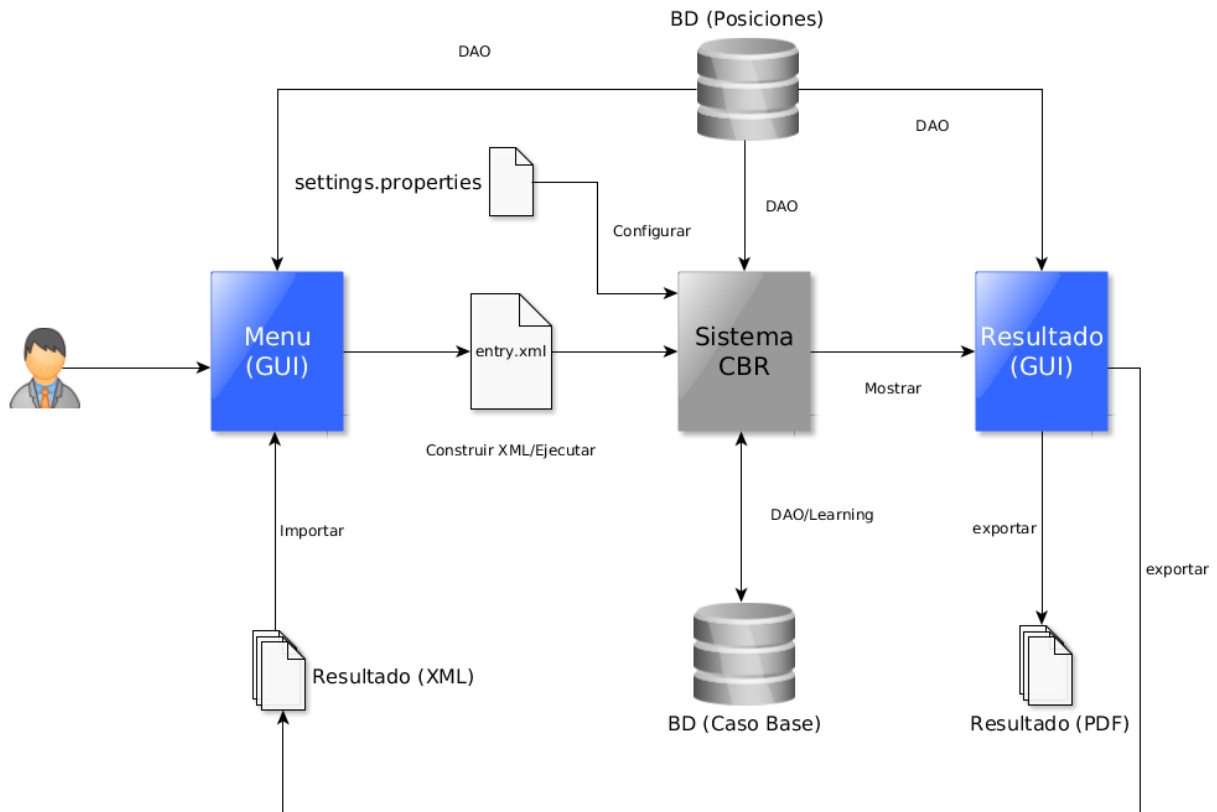 BD (Posiciones)
DAO
DAO
settings.properties
DAO
Configurar
Menu
(GUI)
entry.xml
Sistema
CBR
Resultado
(GUI)
Mostrar
Construir XML/Ejecutar
Importar
DAO/Learning
exportar
exportar
Resultado (XML)
BD (Caso Base)
Resultado (PDF)